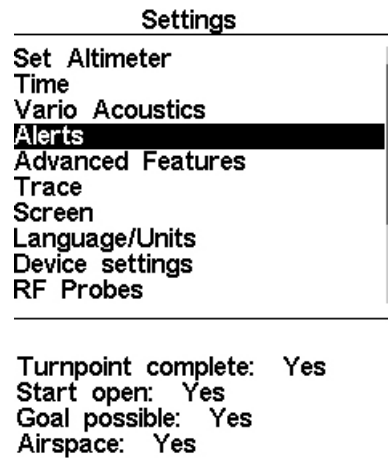 Settings
Set Altimeter
Time
Vario Acoustics
Alerts
Advanced Features
Trace
Screen
Language/Units
Device settings
RF Probes
Turnpoint complete: Yes
Start open: Yes
Goal possible: Yes
Airspace: Yes